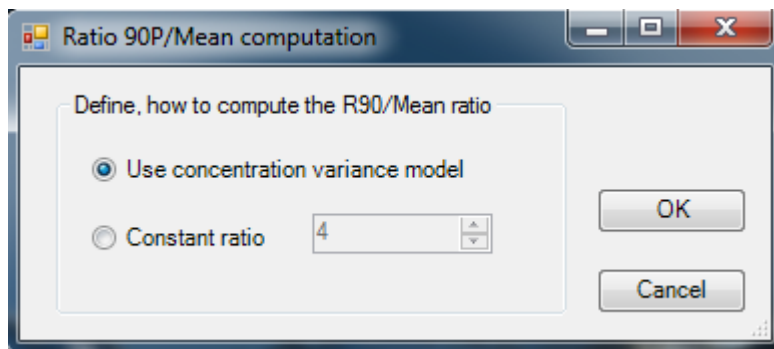 Ratio 90P/Mean computation
Define, how to compute the R90/Mean ratio
Use concentration variance model
Constant ratio 4
OK
Cancel